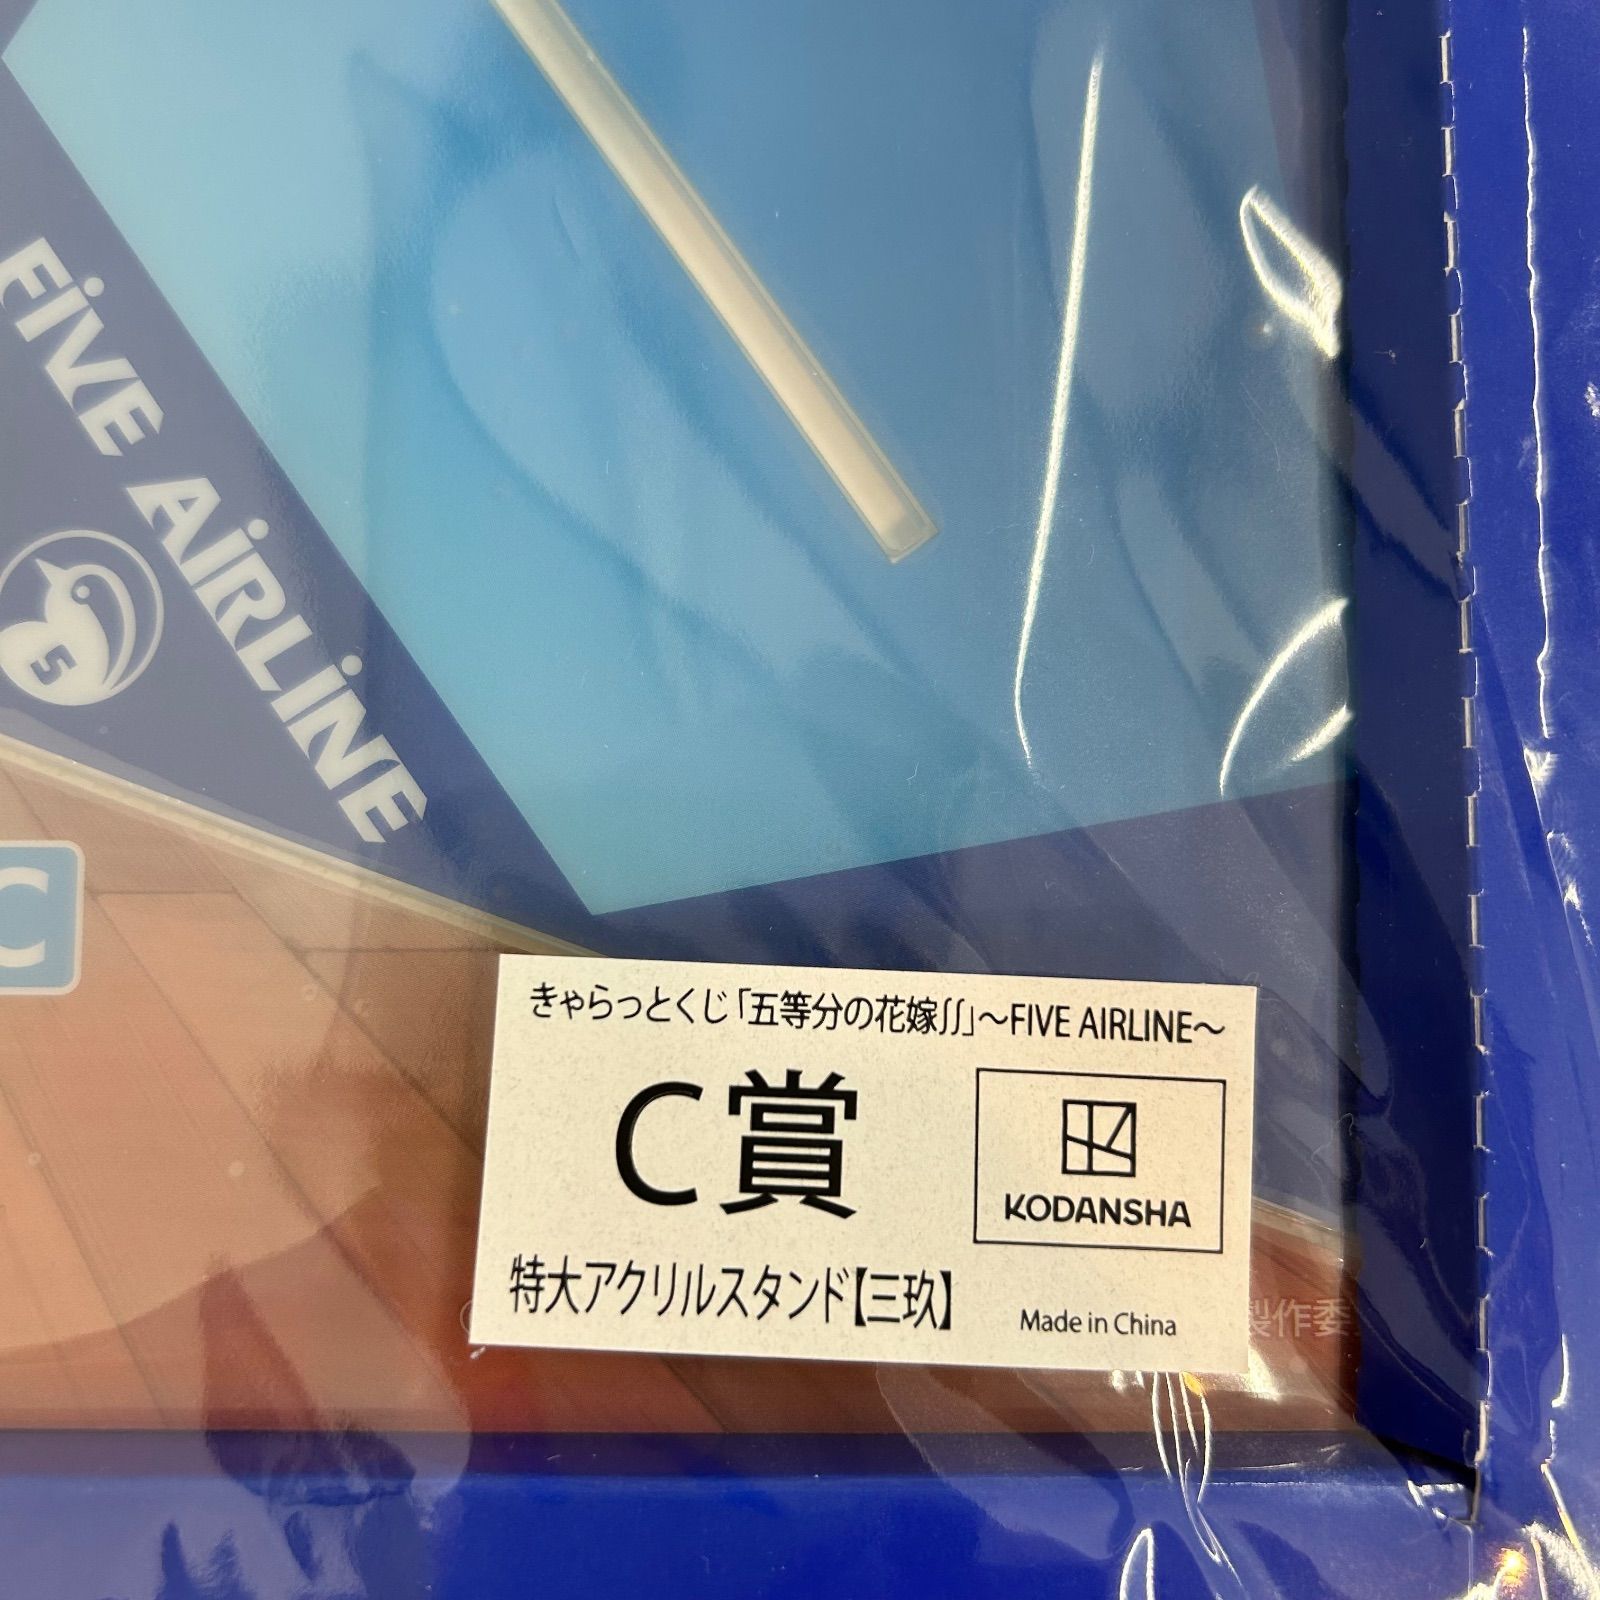 FIVE AIRLINE
5
C
きゃらっとくじ「五等分の花嫁∬」～FIVE AIRLINE～
C賞
KODANSHA
特大アクリルスタンド【三玖】
Made in China
製作委